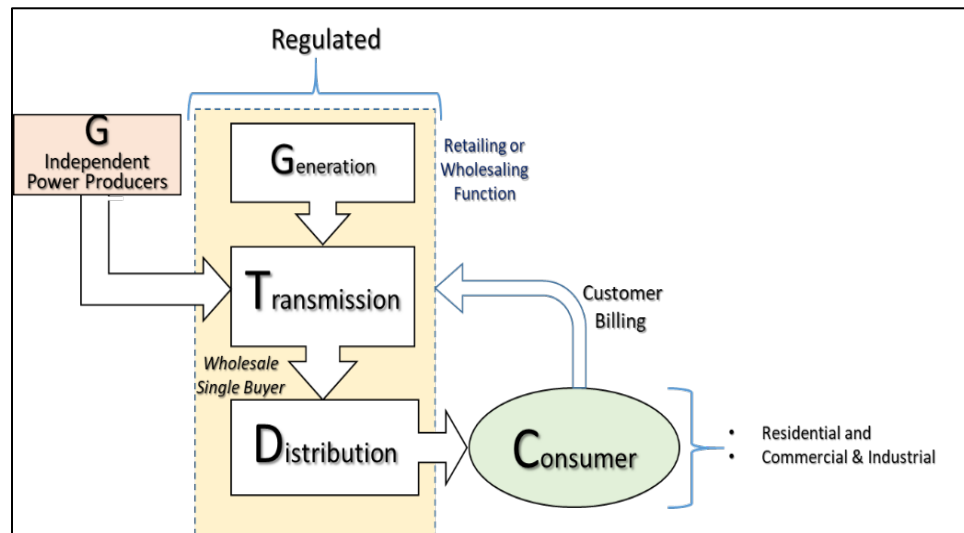 Regulated
G
Independent
Power Producers
Generation
Retailing or
Wholesaling
Function
Transmission
Customer
Billing
Wholesale
Single Buyer
Distribution
Consumer
• Residential and
• Commercial & Industrial